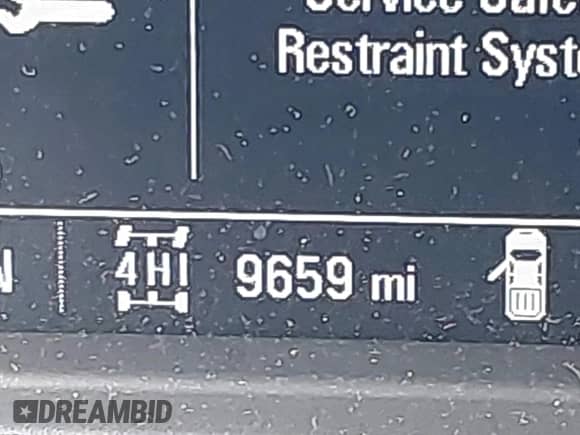 Restraint Syst
4HI
9659 mi
DREAMBID